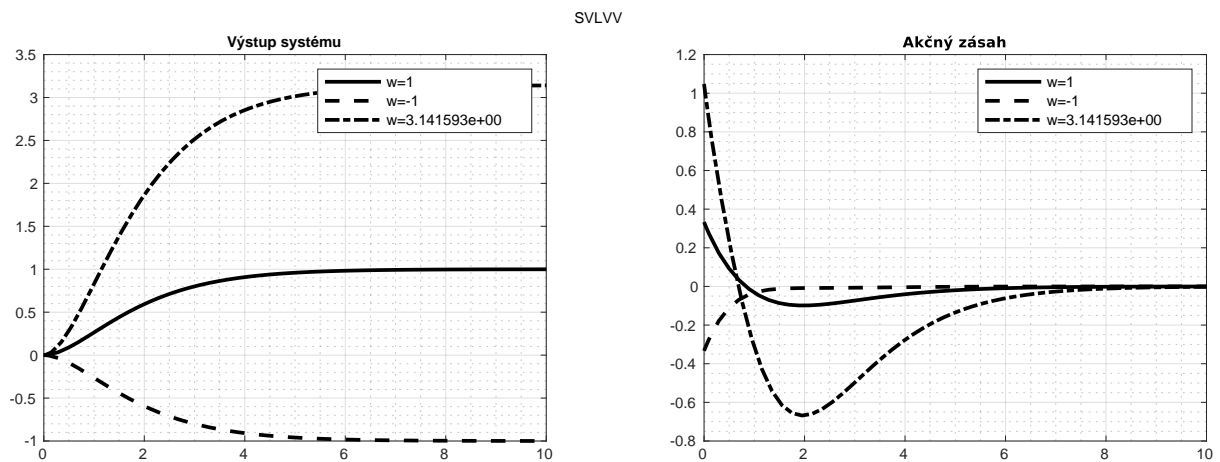 SVLVV
Výstup systému
3.5
3
2.5
2
1.5
1
0.5
0
-0.5
-1
0 2 4 6 8 10
w=1
w=-1
w=3.141593e+00
Akčný zásah
1.2
1
0.8
0.6
0.4
0.2
0
-0.2
-0.4
-0.6
-0.8
0 2 4 6 8 10
w=1
w=-1
w=3.141593e+00